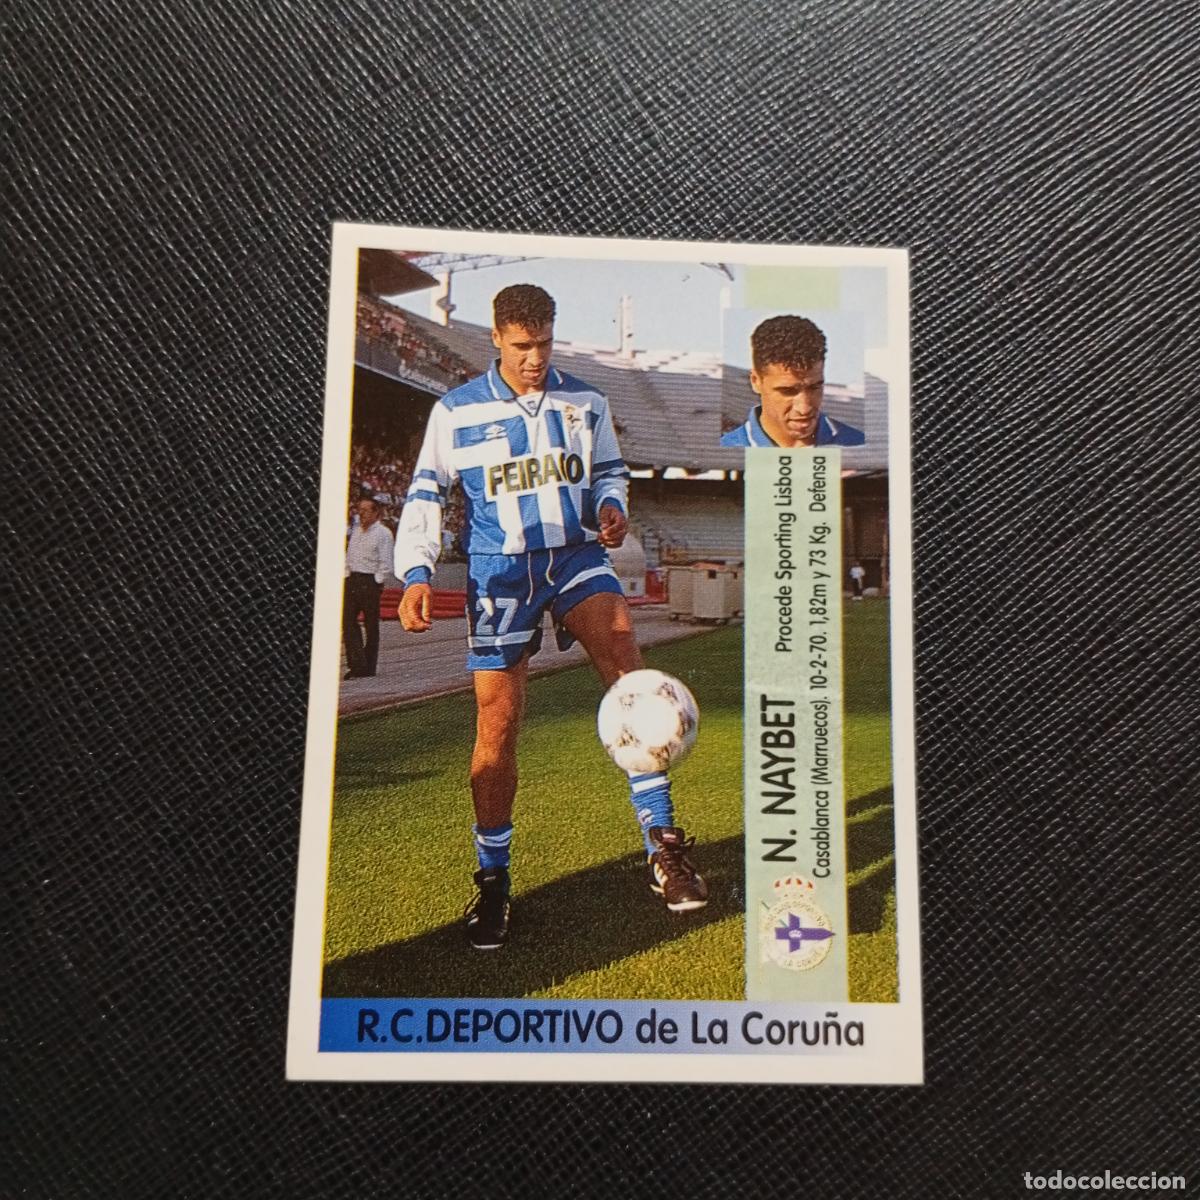 FEIRACO
27
N. NAYBET
Procede Sporting Lisboa
Casablanca (Marruecos). 10-2-70. 1,82m y 73 Kg. Defensa
R.C.DEPORTIVO de La Coruña
todocoleccion